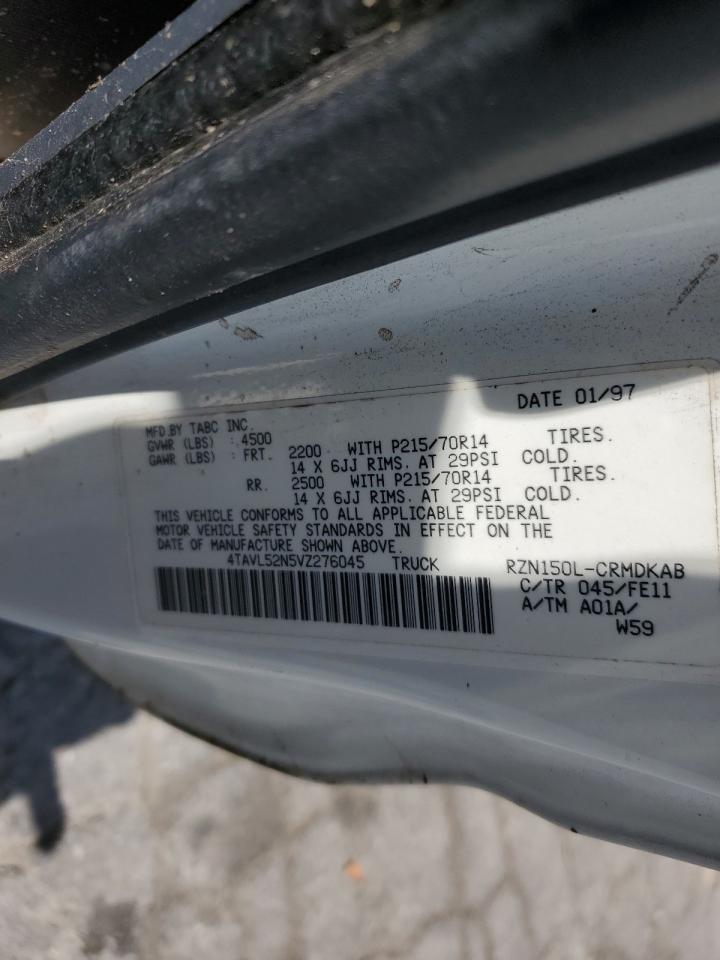 DATE 01/97
MFD.BY TABC INC.
GVWR (LBS) : 4500
GAWR (LBS) : FRT. 2200 WITH P215/70R14 TIRES.
14 X 6JJ RIMS. AT 29PSI COLD.
RR. 2500 WITH P215/70R14 TIRES.
14 X 6JJ RIMS. AT 29PSI COLD.
THIS VEHICLE CONFORMS TO ALL APPLICABLE FEDERAL
MOTOR VEHICLE SAFETY STANDARDS IN EFFECT ON THE
DATE OF MANUFACTURE SHOWN ABOVE.
4TAVL52N5VZ276045 TRUCK RZN150L-CRMDKAB
C/TR 045/FE11
A/TM A01A/
W59